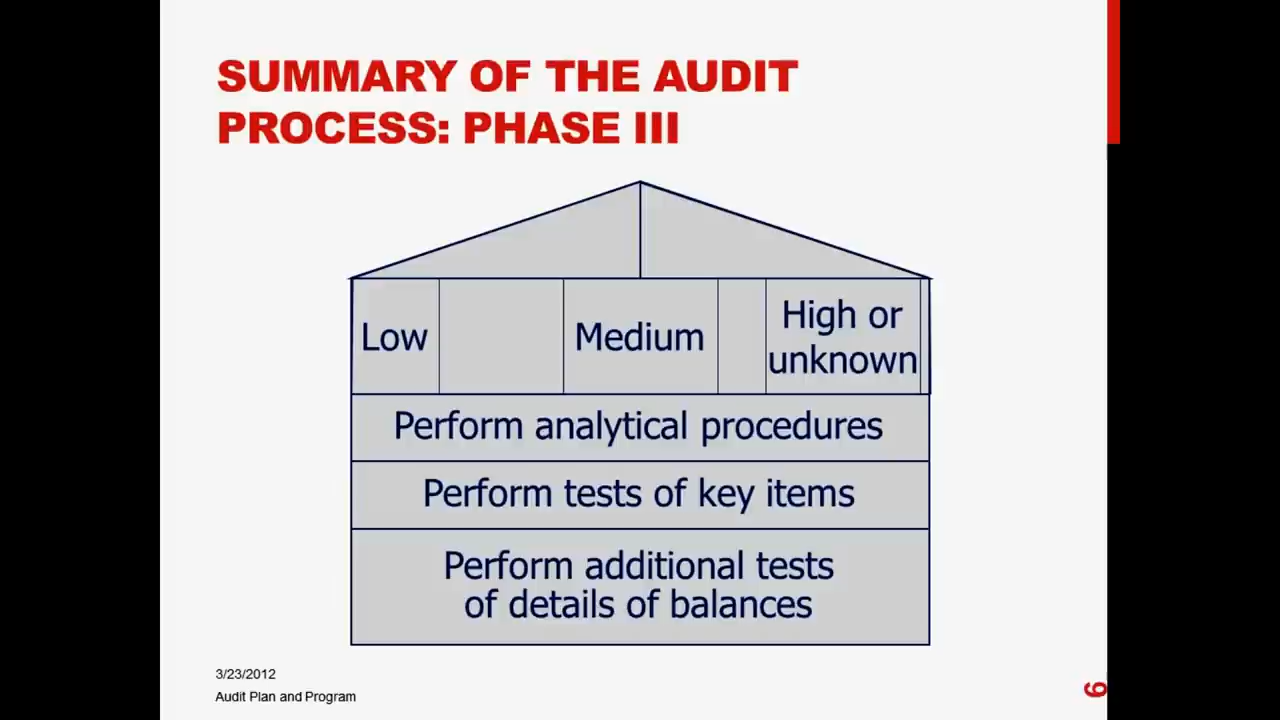 SUMMARY OF THE AUDIT
PROCESS: PHASE III
Low
Medium
High or
unknown
Perform analytical procedures
Perform tests of key items
Perform additional tests
of details of balances
3/23/2012
Audit Plan and Program
9